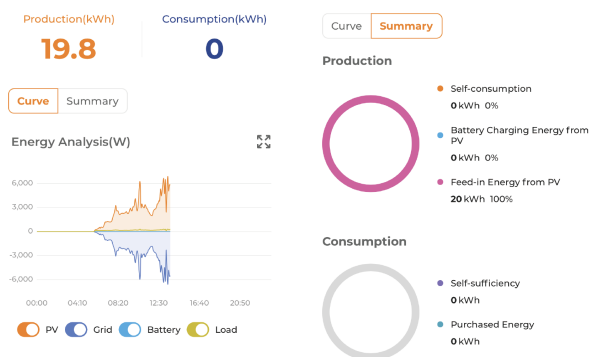 Production(kWh)
Consumption(kWh)
19.8
0
Curve
Summary
Energy Analysis(W)
6,000
3,000
0
-3,000
-6,000
00:00
04:10
08:20
12:30
16:40
20:50
PV
Grid
Battery
Load
Curve
Summary
Production
Self-consumption
0 kWh 0%
Battery Charging Energy from
PV
0 kWh 0%
Feed-in Energy from PV
20 kWh 100%
Consumption
Self-sufficiency
0 kWh
Purchased Energy
0 kWh